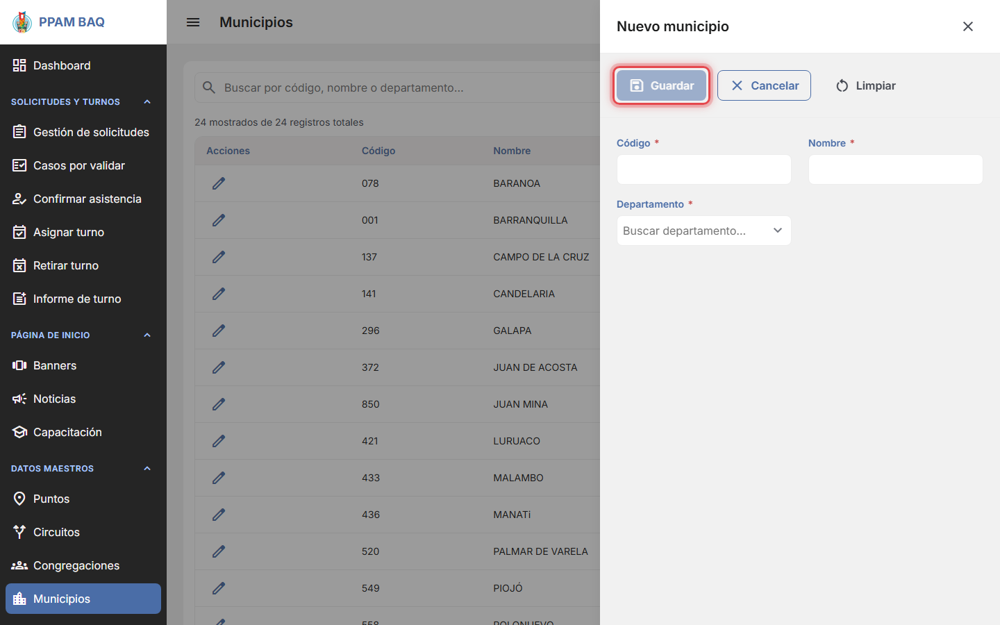 PPAM BAQ
Dashboard
SOLICITUDES Y TURNOS
Gestión de solicitudes
Casos por validar
Confirmar asistencia
Asignar turno
Retirar turno
Informe de turno
PÁGINA DE INICIO
Banners
Noticias
Capacitación
DATOS MAESTROS
Puntos
Circuitos
Congregaciones
Municipios
Municipios
Buscar por código, nombre o departamento...
24 mostrados de 24 registros totales
Acciones Código Nombre
078 BARANOA
001 BARRANQUILLA
137 CAMPO DE LA CRUZ
141 CANDELARIA
296 GALAPA
372 JUAN DE ACOSTA
850 JUAN MINA
421 LURUACO
433 MALAMBO
436 MANATi
520 PALMAR DE VARELA
549 PIOJÓ
558 POLONUEVO
Nuevo municipio
Guardar Cancelar Limpiar
Código * Nombre *
Departamento *
Buscar departamento...